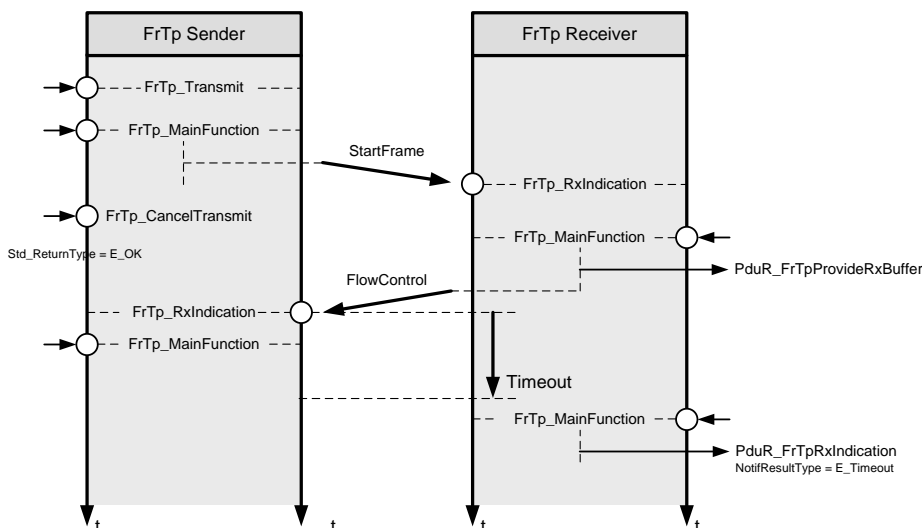 FrTp Sender
FrTp Receiver
FrTp_Transmit
FrTp_MainFunction
StartFrame
FrTp_RxIndication
FrTp_CancelTransmit
FrTp_MainFunction
Std_ReturnType = E_OK
PduR_FrTpProvideRxBuffer
FlowControl
FrTp_RxIndication
FrTp_MainFunction
Timeout
FrTp_MainFunction
PduR_FrTpRxIndication
NotifResultType = E_Timeout
t
t
t
t